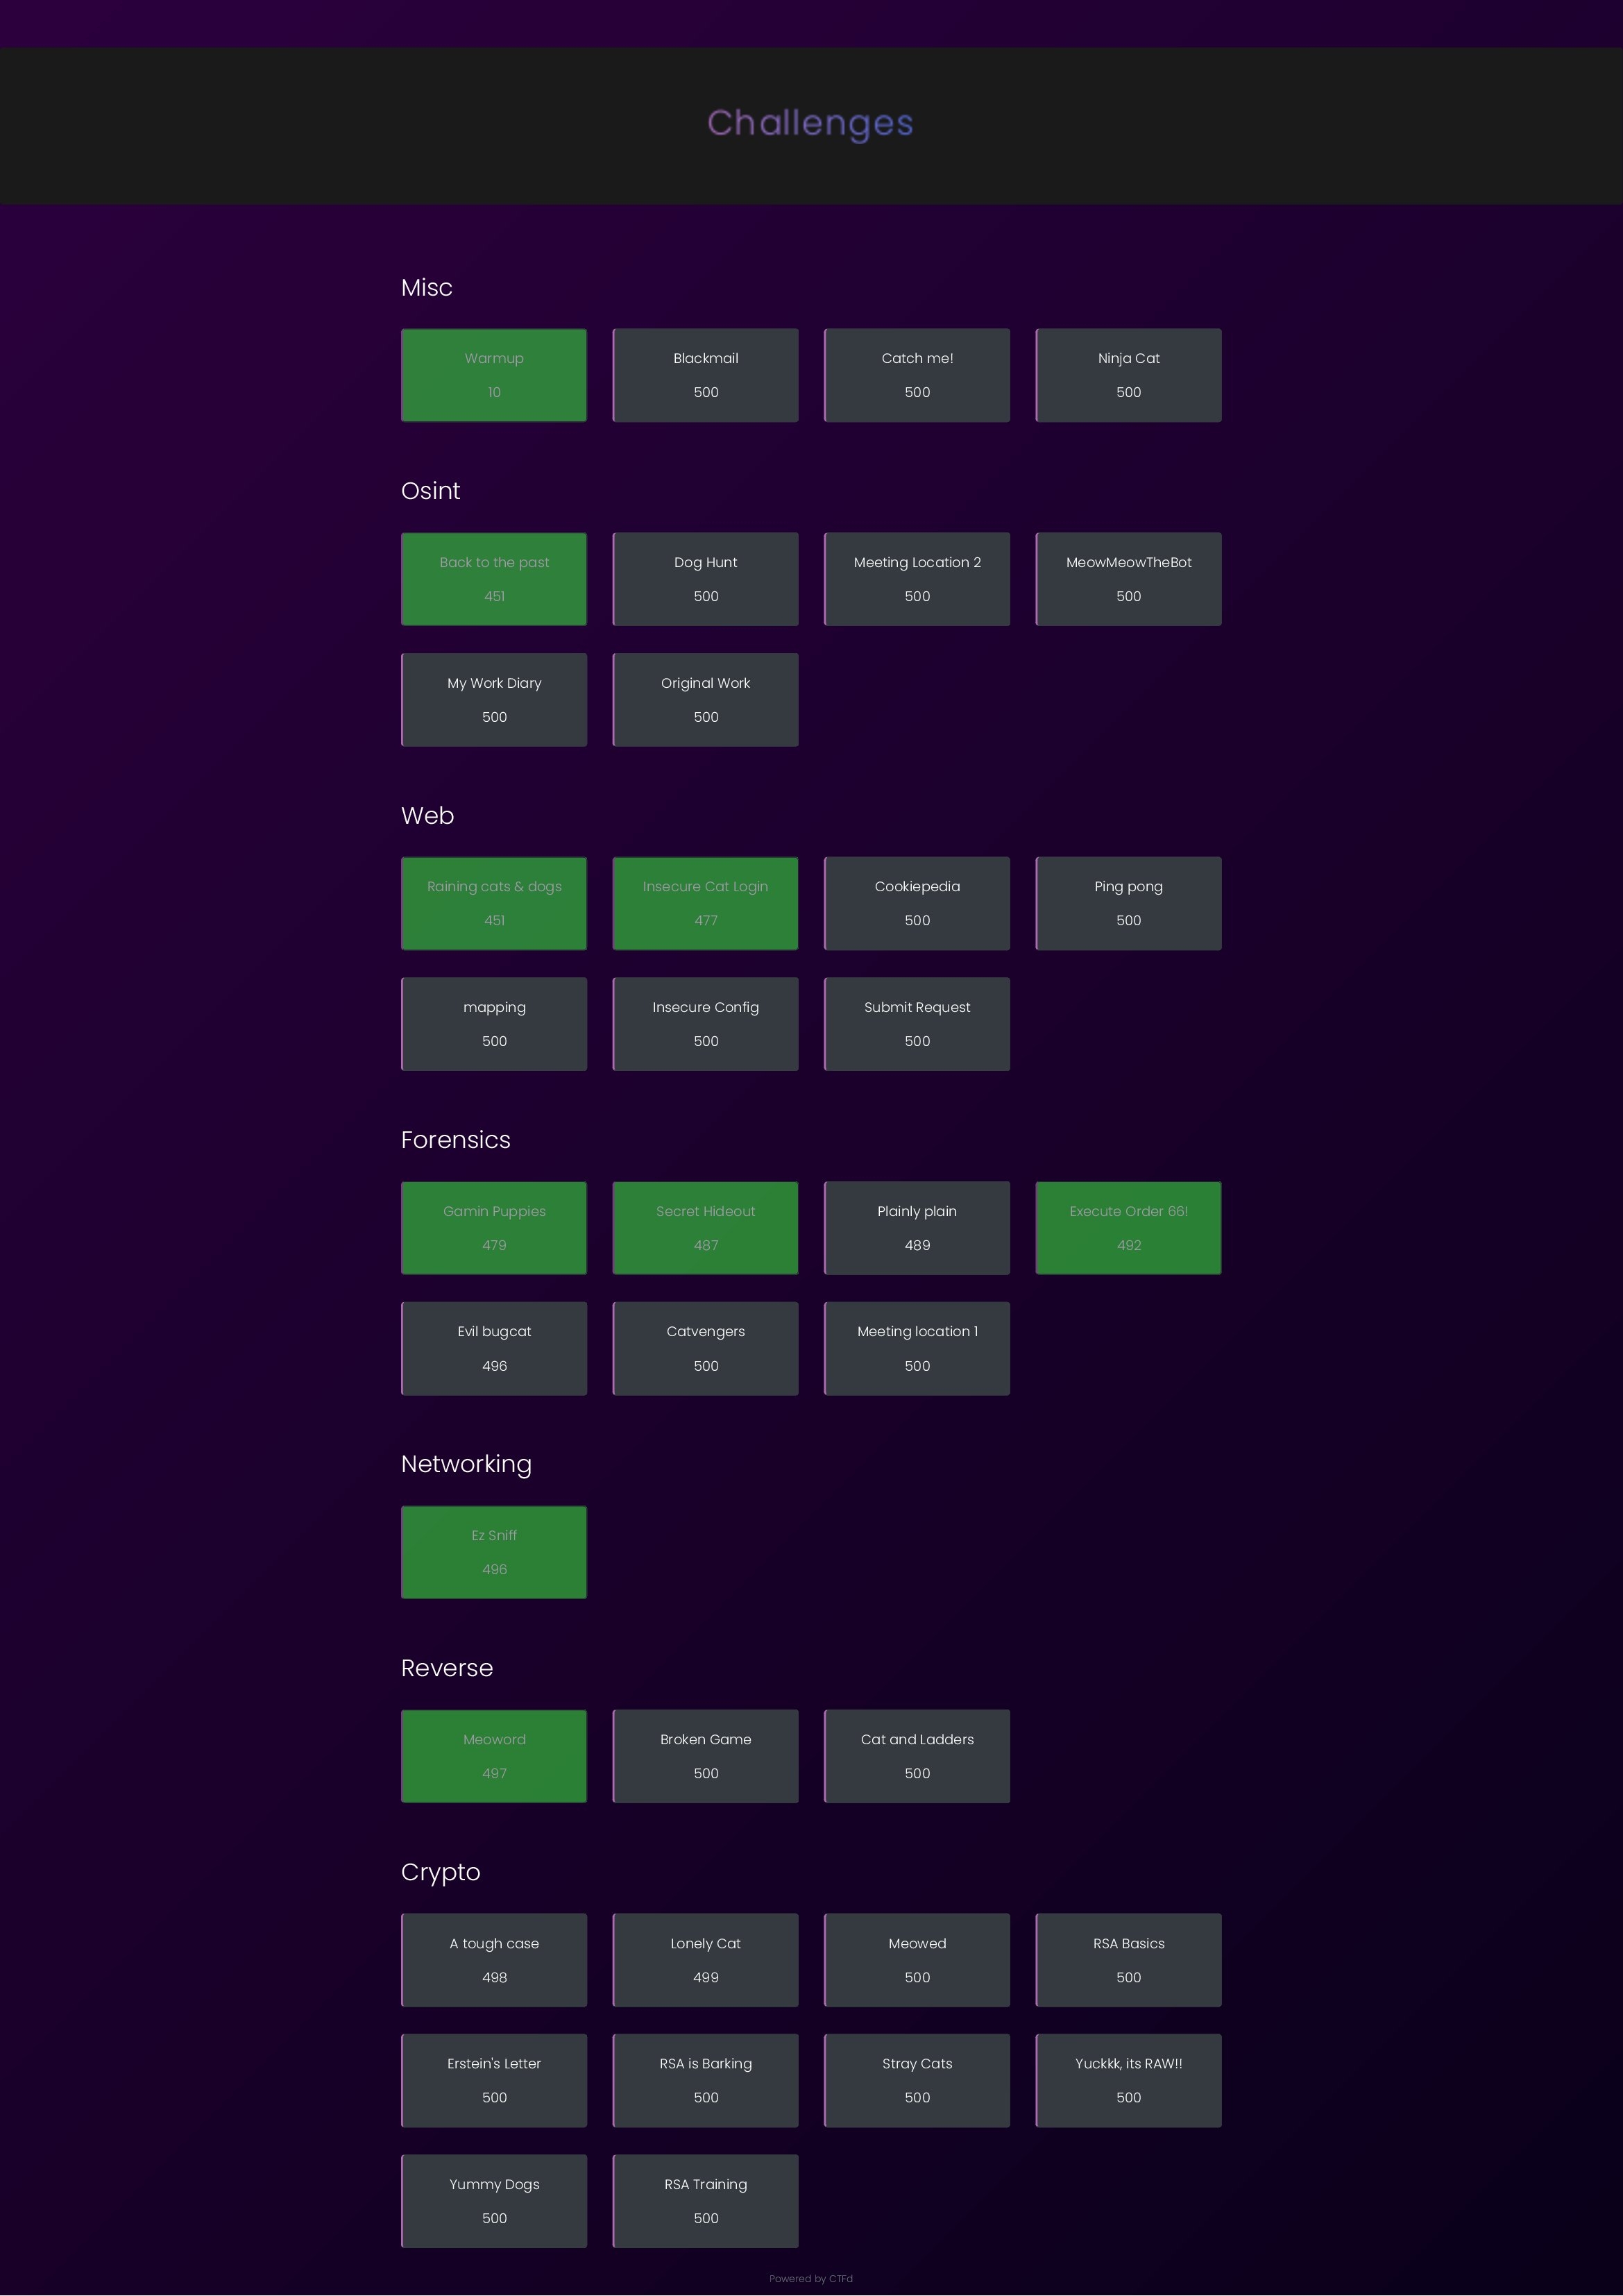 Challenges
Misc
Warmup
10
Blackmail
500
Catch me!
500
Ninja Cat
500
Osint
Back to the past
451
Dog Hunt
500
Meeting Location 2
500
MeowMeowTheBot
500
My Work Diary
500
Original Work
500
Web
Raining cats & dogs
451
Insecure Cat Login
477
Cookiepedia
500
Ping pong
500
mapping
500
Insecure Config
500
Submit Request
500
Forensics
Gamin Puppies
479
Secret Hideout
487
Plainly plain
489
Execute Order 66!
492
Evil bugcat
496
Catvengers
500
Meeting location 1
500
Networking
Ez Sniff
496
Reverse
Meoword
497
Broken Game
500
Cat and Ladders
500
Crypto
A tough case
498
Lonely Cat
499
Meowed
500
RSA Basics
500
Erstein's Letter
500
RSA is Barking
500
Stray Cats
500
Yuckkk, its RAW!!
500
Yummy Dogs
500
RSA Training
500
Powered by CTFd